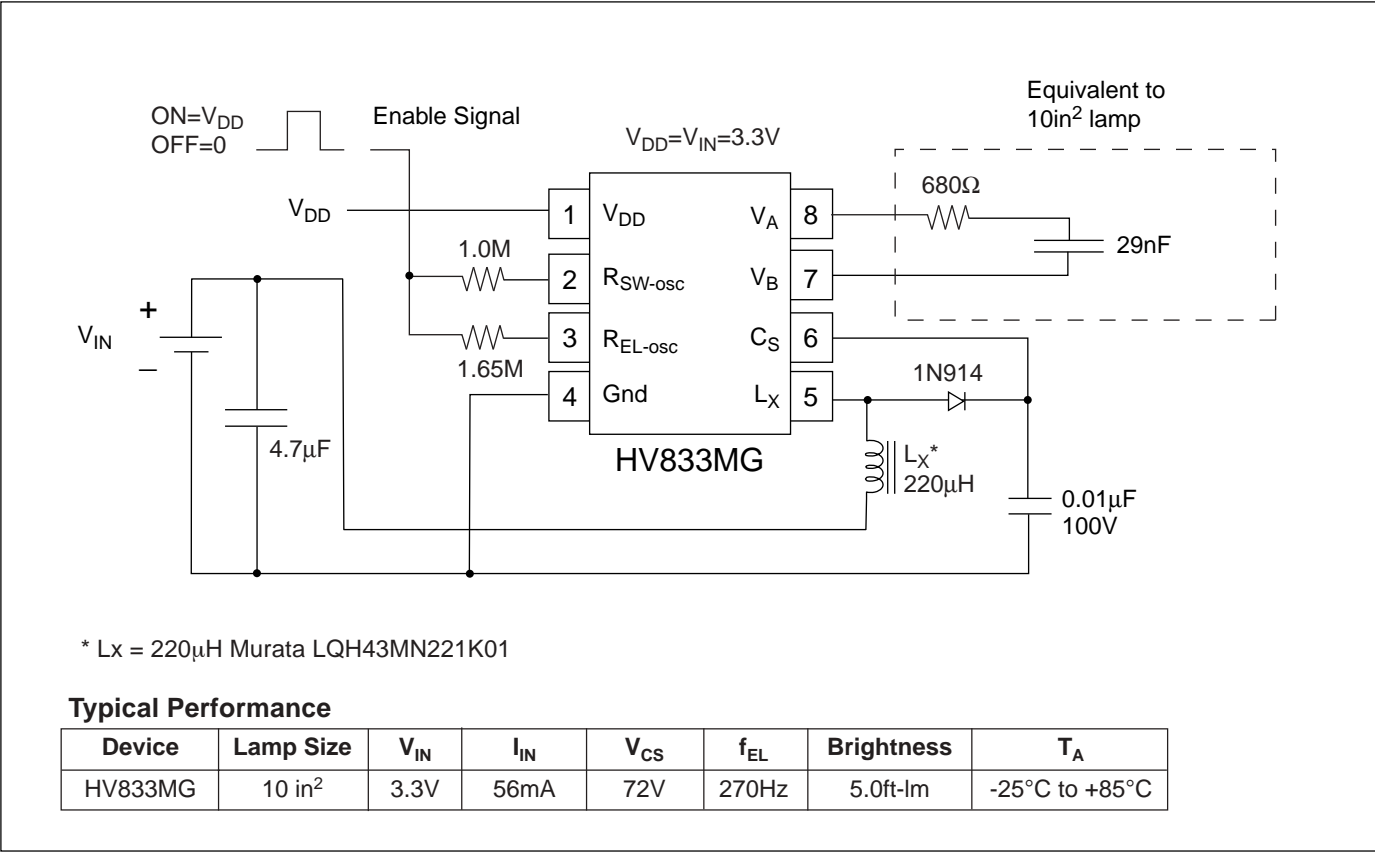 ON=VDD
OFF=0
Enable Signal
VDD=VIN=3.3V
Equivalent to
10in2 lamp
VDD
1
VDD
VA
8
680Ω
29nF
1.0M
2
RSW-osc
VB
7
1.65M
3
REL-osc
CS
6
4
Gnd
LX
5
1N914
HV833MG
+
VIN
–
4.7μF
LX*
220μH
0.01μF
100V
* Lx = 220μH Murata LQH43MN221K01
Typical Performance
Device Lamp Size VIN IIN VCS fEL Brightness TA
HV833MG 10 in2 3.3V 56mA 72V 270Hz 5.0ft-lm -25°C to +85°C